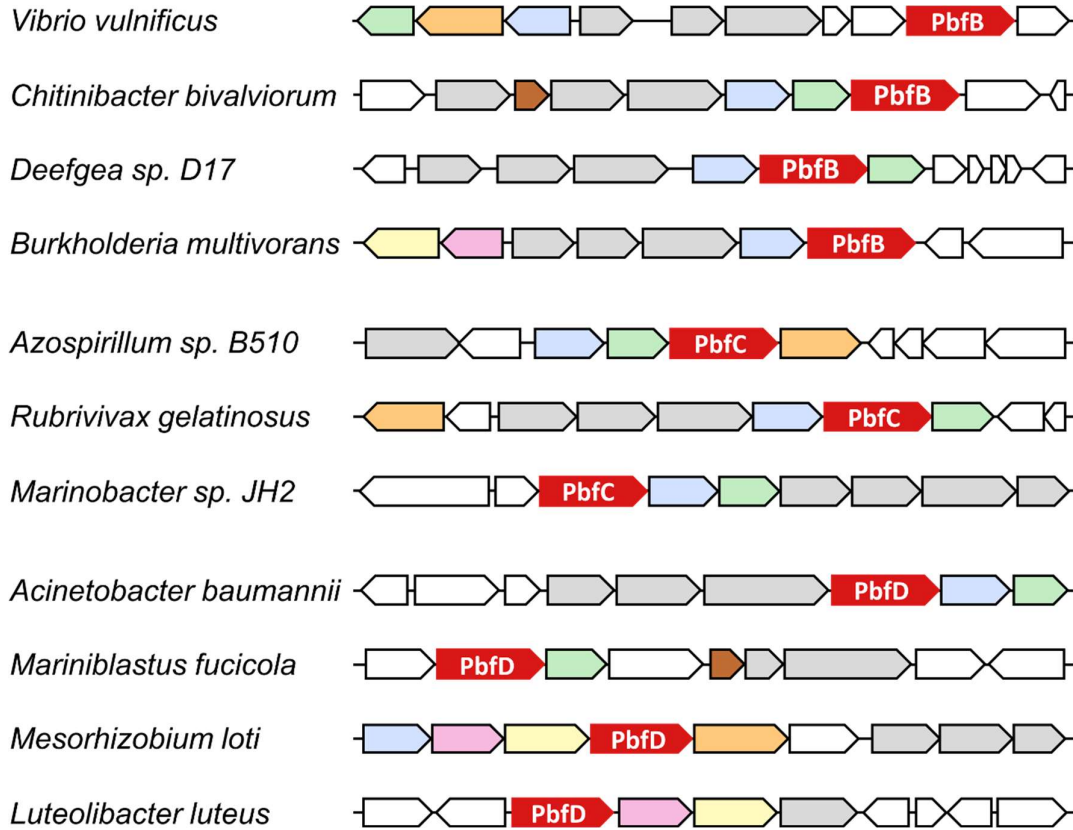 Vibrio vulnificus PbfB
Chitinibacter bivalviorum PbfB
Deefgea sp. D17 PbfB
Burkholderia multivorans PbfB
Azospirillum sp. B510 PbfC
Rubrivivax gelatinosus PbfC
Marinobacter sp. JH2 PbfC
Acinetobacter baumannii PbfD
Mariniblastus fucicola PbfD
Mesorhizobium loti PbfD
Luteolibacter luteus PbfD